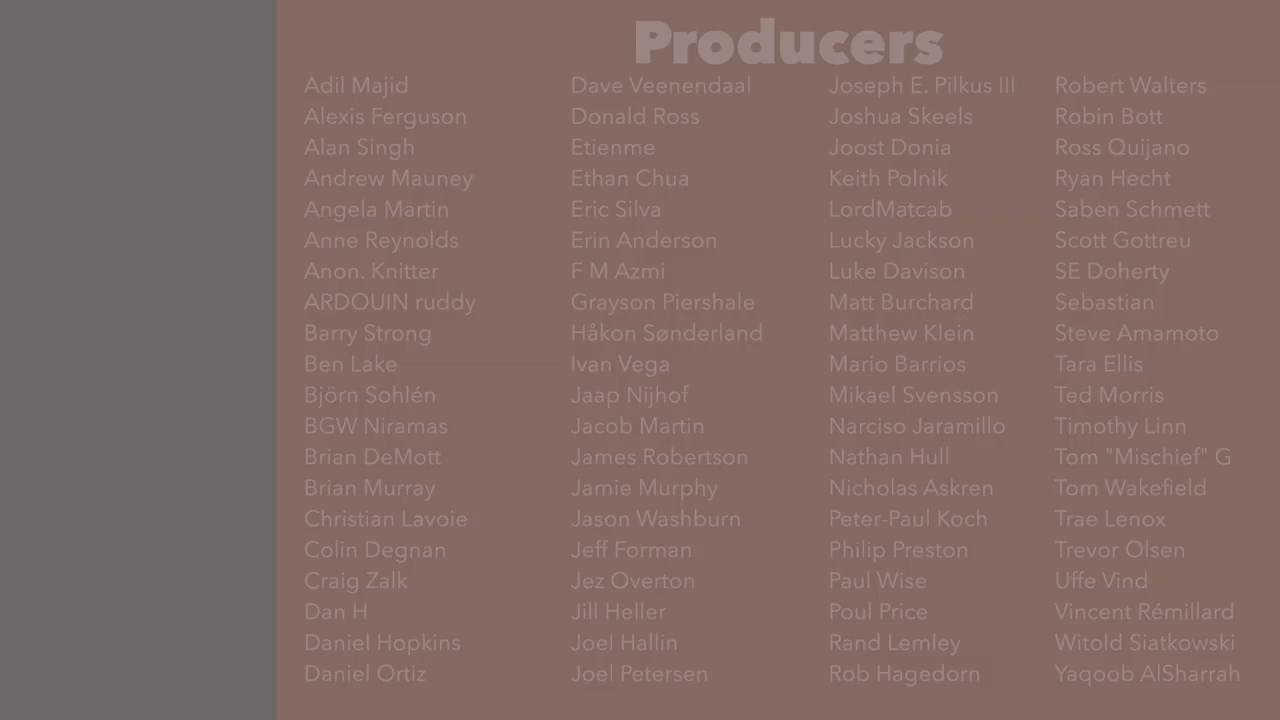 Producers
Adil Majid
Alexis Ferguson
Alan Singh
Andrew Mauney
Angela Martin
Anne Reynolds
Anon. Knitter
ARDOUIN ruddy
Barry Strong
Ben Lake
Björn Sohlén
BGW Niramas
Brian DeMott
Brian Murray
Christian Lavoie
Colin Degnan
Craig Zalk
Dan H
Daniel Hopkins
Daniel Ortiz
Dave Veenendaal
Donald Ross
Etienme
Ethan Chua
Eric Silva
Erin Anderson
F M Azmi
Grayson Piershale
Håkon Sønderland
Ivan Vega
Jaap Nijhof
Jacob Martin
James Robertson
Jamie Murphy
Jason Washburn
Jeff Forman
Jez Overton
Jill Heller
Joel Hallin
Joel Petersen
Joseph E. Pilkus III
Joshua Skeels
Joost Donia
Keith Polnik
LordMatcab
Lucky Jackson
Luke Davison
Matt Burchard
Matthew Klein
Mario Barrios
Mikael Svensson
Narciso Jaramillo
Nathan Hull
Nicholas Askren
Peter-Paul Koch
Philip Preston
Paul Wise
Poul Price
Rand Lemley
Rob Hagedorn
Robert Walters
Robin Bott
Ross Quijano
Ryan Hecht
Saben Schmett
Scott Gottreu
SE Doherty
Sebastian
Steve Amamoto
Tara Ellis
Ted Morris
Timothy Linn
Tom "Mischief" G
Tom Wakefield
Trae Lenox
Trevor Olsen
Uffe Vind
Vincent Rémillard
Witold Siatkowski
Yaqoob AlSharrah